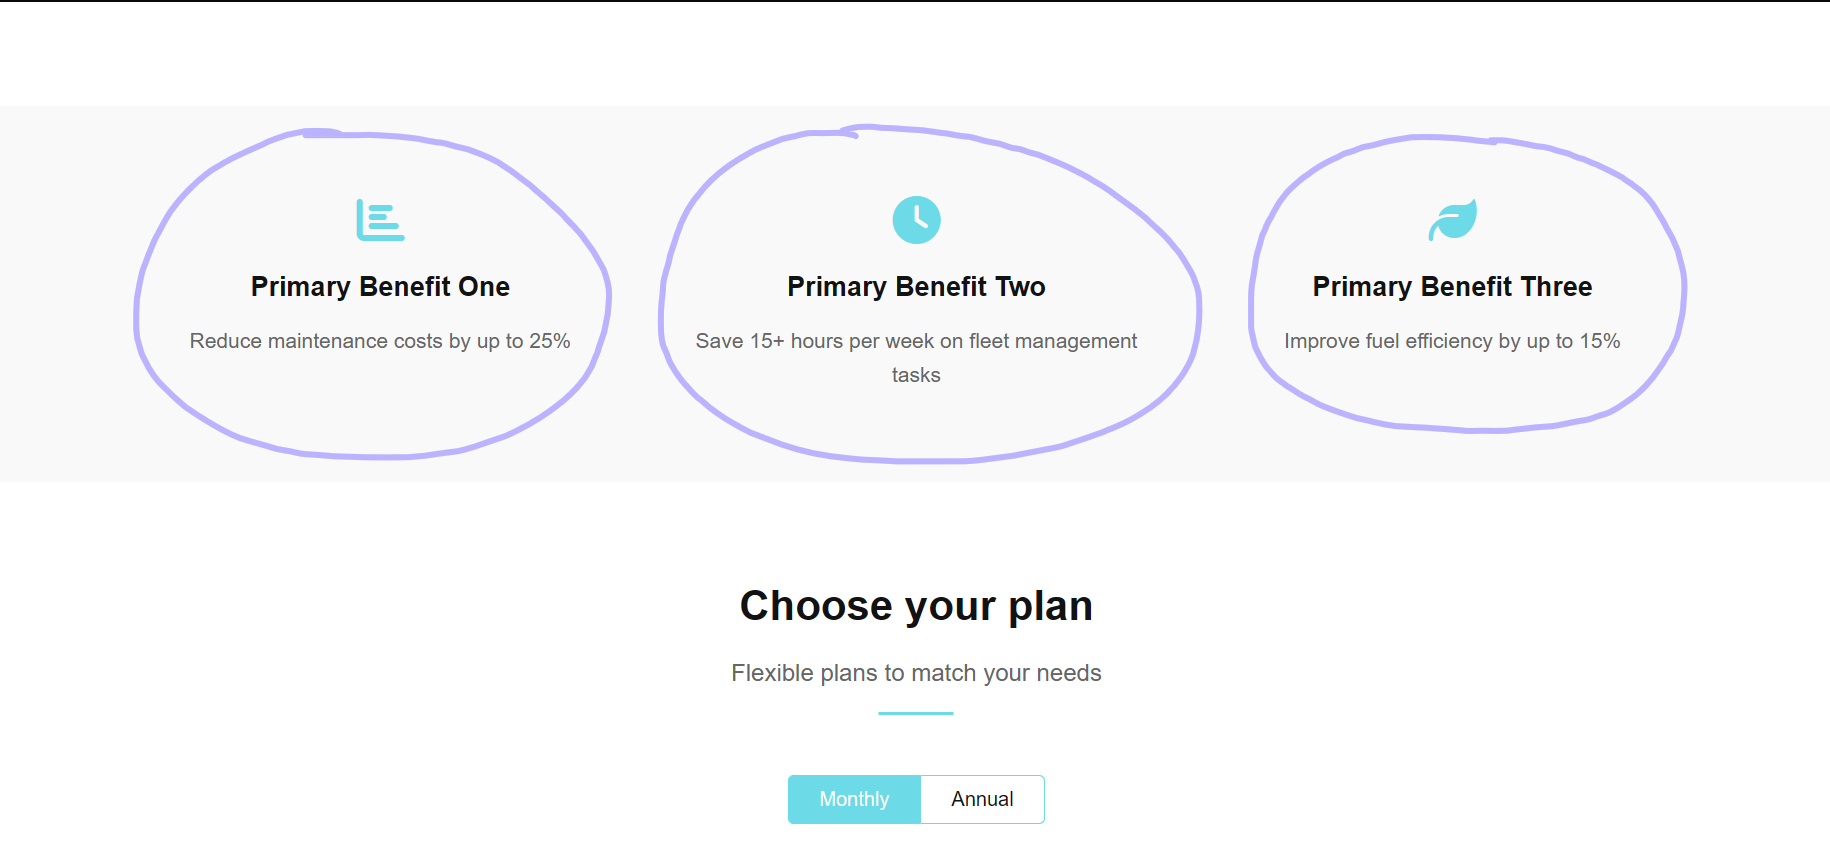 Primary Benefit One
Reduce maintenance costs by up to 25%
Primary Benefit Two
Save 15+ hours per week on fleet management
tasks
Primary Benefit Three
Improve fuel efficiency by up to 15%
Choose your plan
Flexible plans to match your needs
Monthly
Annual